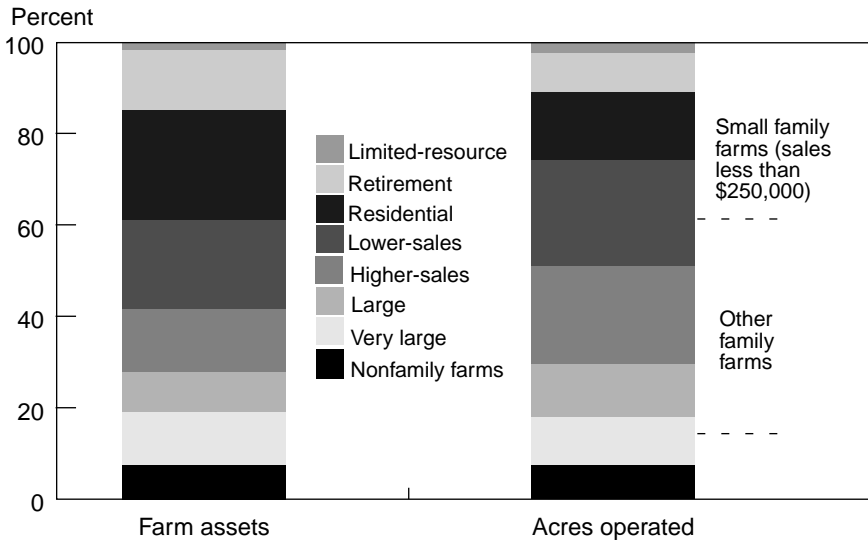 Percent
100
80
60
40
20
0
Limited-resource
Retirement
Residential
Lower-sales
Higher-sales
Large
Very large
Nonfamily farms
Small family
farms (sales
less than
$250,000)
Other
family
farms
Farm assets
Acres operated